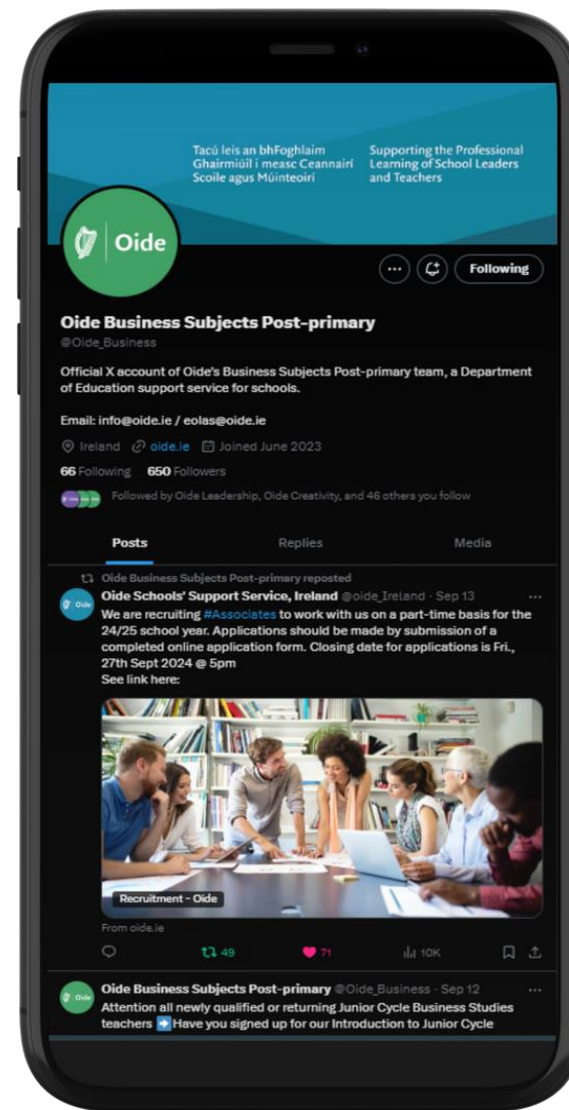 Tacú leis an bhFoghlaim
Ghairmiúil i measc Ceannairí
Scoile agus Múinteoirí
Supporting the Professional
Learning of School Leaders
and Teachers
Oide
Following
Oide Business Subjects Post-primary
@Oide_Business
Official X account of Oide's Business Subjects Post-primary team, a Department
of Education support service for schools.
Email: info@oide.ie / eolas@oide.ie
Ireland oide.ie Joined June 2023
66 Following 650 Followers
Followed by Oide Leadership, Oide Creativity, and 46 others you follow
Posts Replies Media
Oide Business Subjects Post-primary reposted
Oide
Oide Schools' Support Service, Ireland @oide_Ireland · Sep 13
We are recruiting #Associates to work with us on a part-time basis for the
24/25 school year. Applications should be made by submission of a
completed online application form. Closing date for applications is Fri.,
27th Sept 2024 @ 5pm
See link here:
Recruitment - Oide
From oide.ie
49 71 10K
Oide
Oide Business Subjects Post-primary @Oide_Business · Sep 12
Attention all newly qualified or returning Junior Cycle Business Studies
teachers ➡️Have you signed up for our Introduction to Junior Cycle